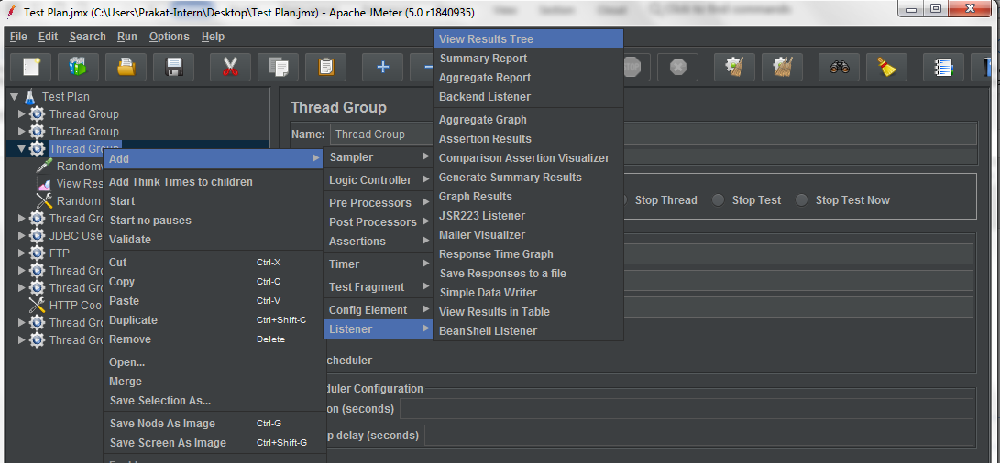 Test Plan.jmx (C:\Users\Prakat-Intern\Desktop\Test Plan.jmx) - Apache JMeter (5.0 r1840935)
File Edit Search Run Options Help
Test Plan
Thread Group
Thread Group
Thread Group
View Res
Random
Thread Gro
JDBC Use
FTP
Thread Gro
Thread Gro
HTTP Coo
Thread Gro
Thread Gro
Add
Add Think Times to children
Start
Start no pauses
Validate
Cut Ctrl-X
Copy Ctrl-C
Paste Ctrl-V
Duplicate Ctrl+Shift-C
Remove Delete
Open...
Merge
Save Selection As...
Save Node As Image Ctrl-G
Save Screen As Image Ctrl+Shift-G
Sampler
Logic Controller
Pre Processors
Post Processors
Assertions
Timer
Test Fragment
Config Element
Listener
View Results Tree
Summary Report
Aggregate Report
Backend Listener
Aggregate Graph
Assertion Results
Comparison Assertion Visualizer
Generate Summary Results
Graph Results
JSR223 Listener
Mailer Visualizer
Response Time Graph
Save Responses to a file
Simple Data Writer
View Results in Table
BeanShell Listener
Thread Group
Name: Thread Group
STOP
Stop Thread Stop Test Stop Test Now
cheduler
duler Configuration
on (seconds)
p delay (seconds)